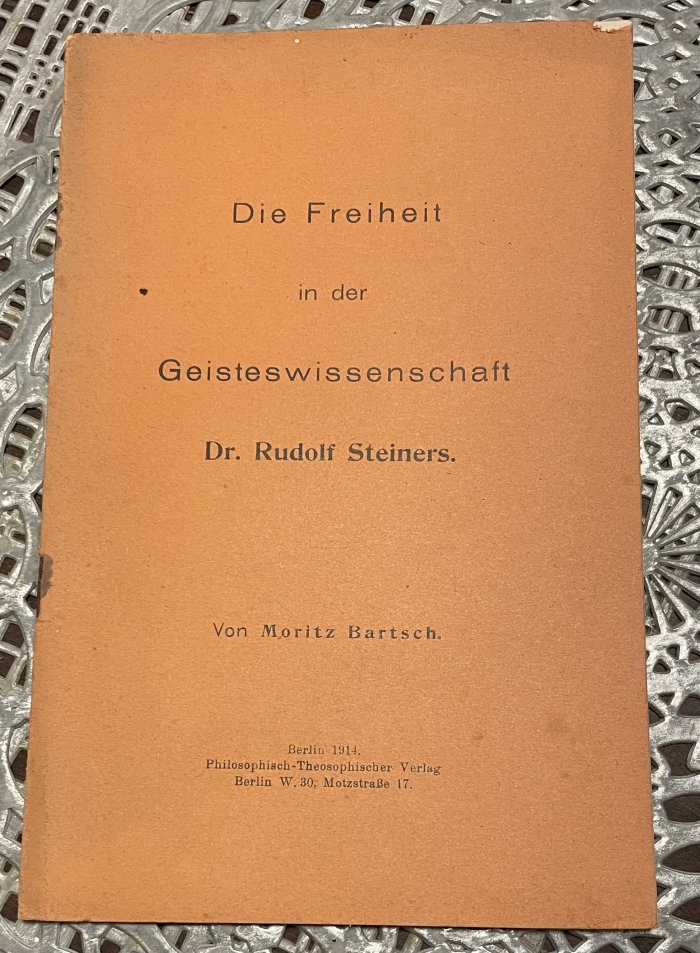 Die Freiheit
in der
Geisteswissenschaft
Dr. Rudolf Steiners.
Von Moritz Bartsch.
Berlin 1914.
Philosophisch-Theosophischer Verlag
Berlin W. 30, Motzstraße 17.